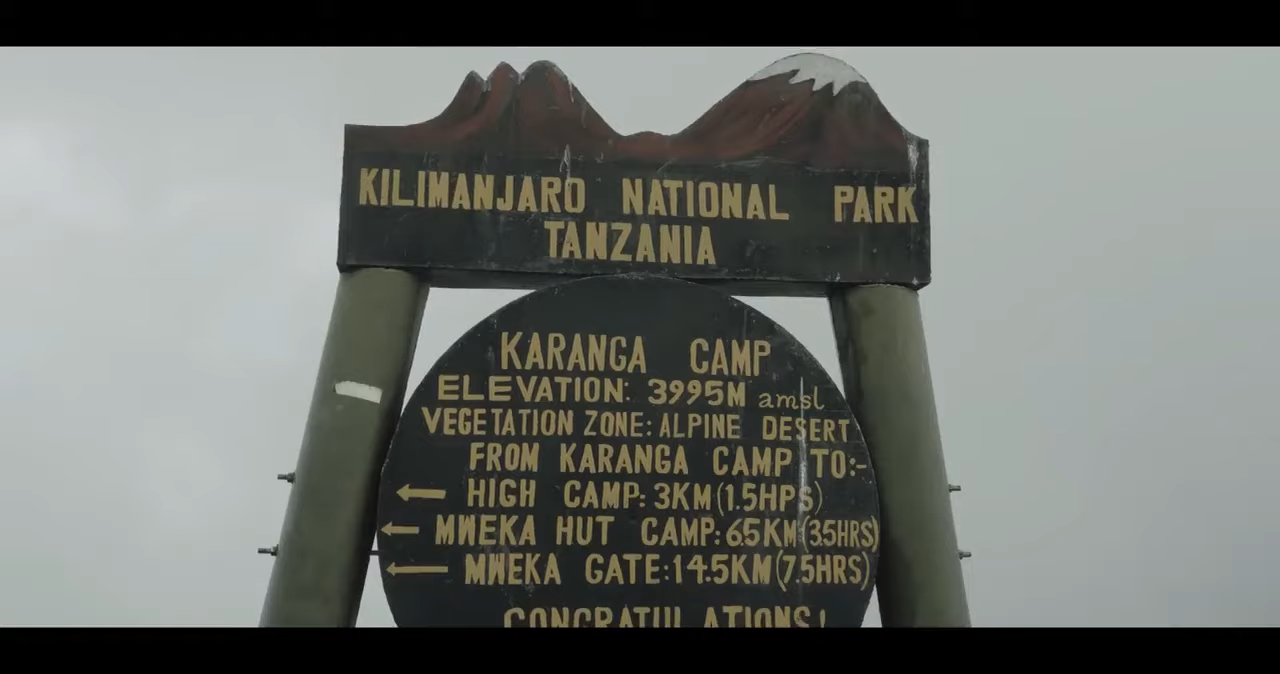 KILIMANJARO NATIONAL PARK
TANZANIA
KARANGA CAMP
ELEVATION: 3995M amsl
VEGETATION ZONE: ALPINE DESERT
FROM KARANGA CAMP TO:-
← HIGH CAMP: 3KM (1.5HPS)
← MWEKA HUT CAMP: 6.5KM (3.5HRS)
← MWEKA GATE: 14.5KM (7.5HRS)
CONGRATULATIONS!